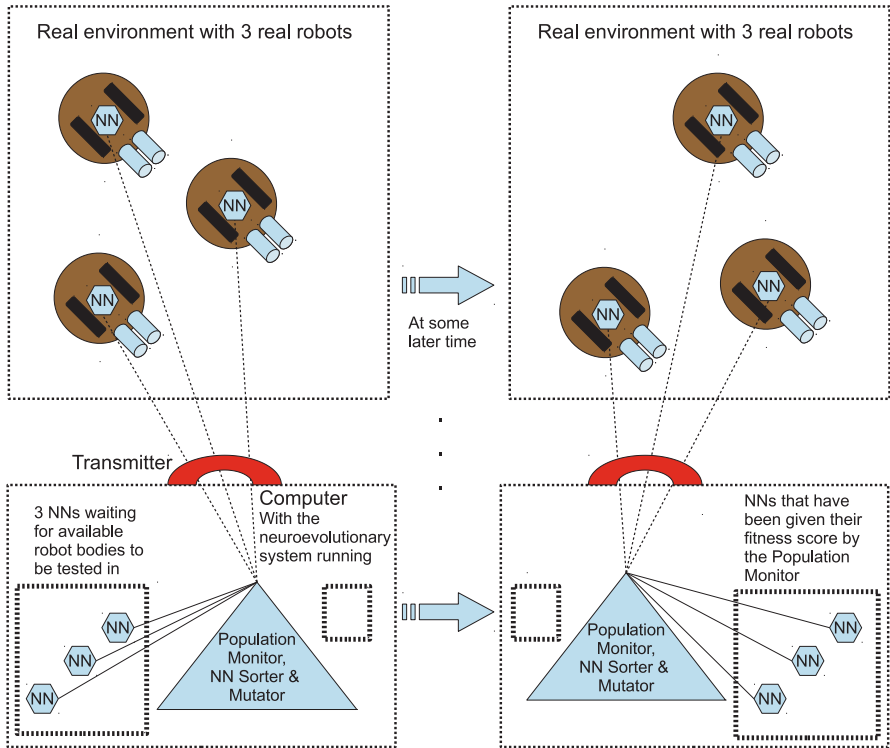 Real environment with 3 real robots
NN
NN
NN
Real environment with 3 real robots
NN
NN
NN
At some
later time
Transmitter
3 NNs waiting
for available
robot bodies to
be tested in
Computer
With the
neuroevolutionary
system running
NN
NN
NN
Population
Monitor,
NN Sorter &
Mutator
NNs that have
been given their
fitness score by
the Population
Monitor
Population
Monitor,
NN Sorter &
Mutator
NN
NN
NN